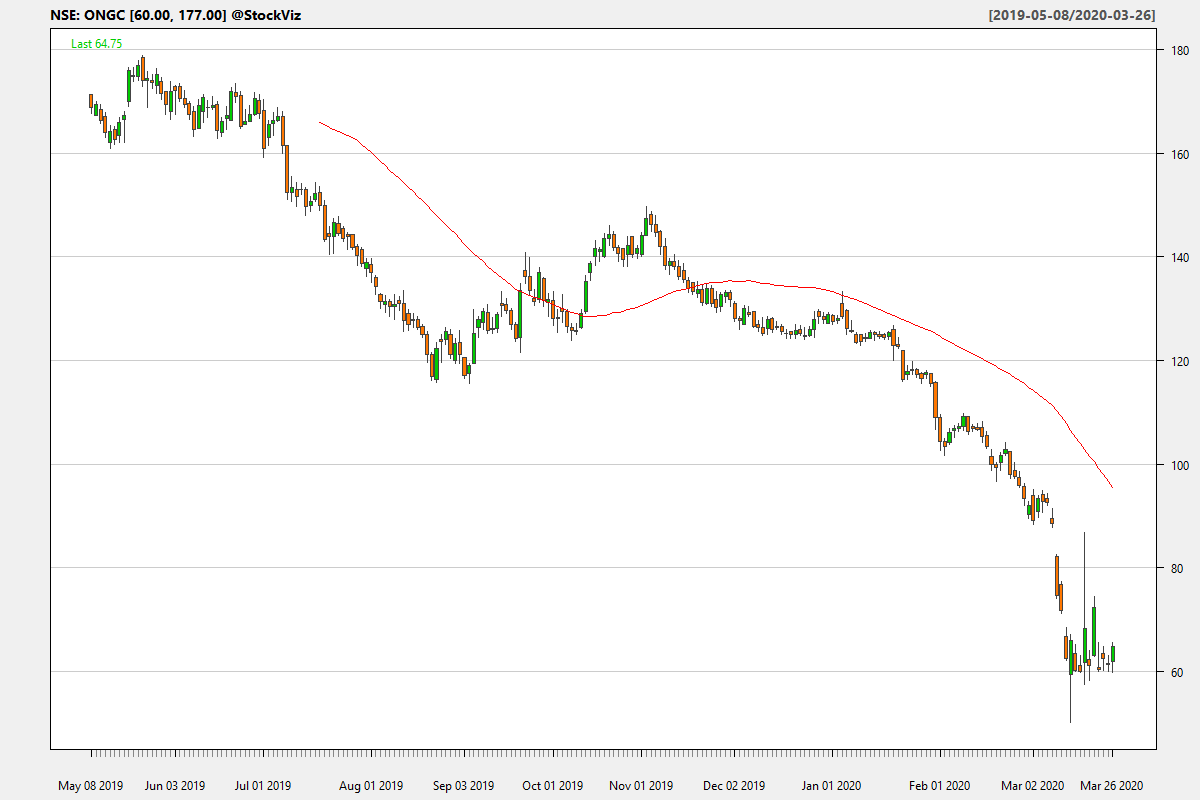 NSE: ONGC [60.00, 177.00] @StockViz
[2019-05-08/2020-03-26]
Last 64.75
180
160
140
120
100
80
60
May 08 2019 Jun 03 2019 Jul 01 2019 Aug 01 2019 Sep 03 2019 Oct 01 2019 Nov 01 2019 Dec 02 2019 Jan 01 2020 Feb 01 2020 Mar 02 2020 Mar 26 2020